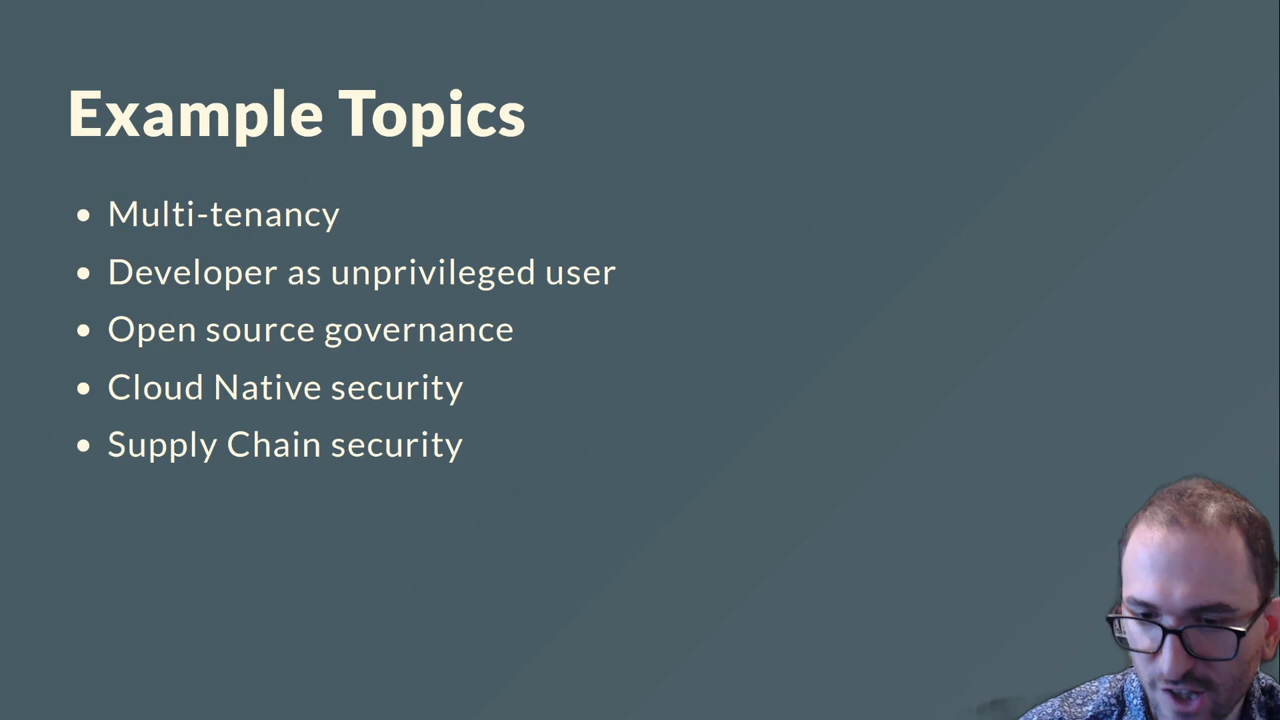 Example Topics
Multi-tenancy
Developer as unprivileged user
Open source governance
Cloud Native security
Supply Chain security